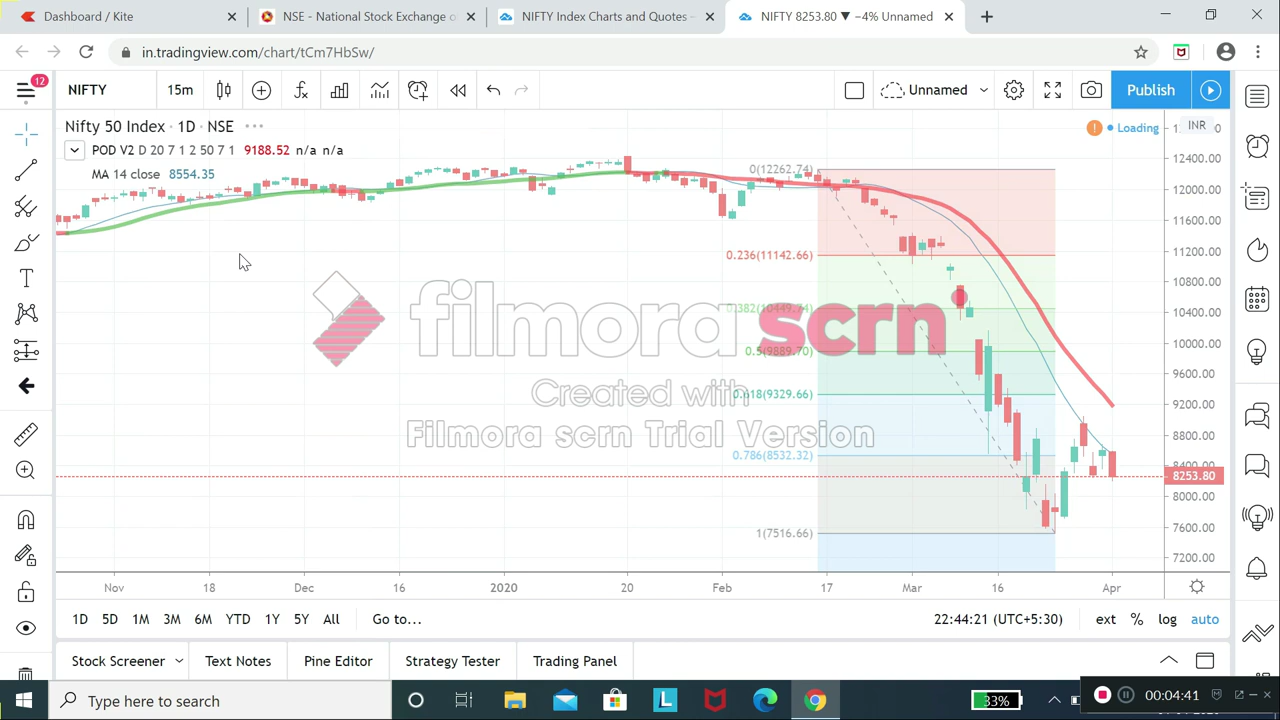 Dashboard / Kite
NSE - National Stock Exchange o
NIFTY Index Charts and Quotes -
NIFTY 8253.80 ▼ −4% Unnamed
in.tradingview.com/chart/tCm7HbSw/
12
NIFTY
15m
Unnamed
Publish
Nifty 50 Index · 1D · NSE
Loading
INR
POD V2 D 20 7 1 2 50 7 1 9188.52 n/a n/a
MA 14 close 8554.35
12400.00
12000.00
11600.00
11200.00
10800.00
10400.00
10000.00
9600.00
9200.00
8800.00
8400.00
8253.80
8000.00
7600.00
7200.00
0(12262.74)
0.236(11142.66)
0.382(10449.74)
0.5(9889.70)
0.618(9329.66)
0.786(8532.32)
1(7516.66)
filmora scrn
Created with
Filmora scrn Trial Version
Nov 18 Dec 16 2020 20 Feb 17 Mar 16 Apr
1D 5D 1M 3M 6M YTD 1Y 5Y All Go to...
22:44:21 (UTC+5:30) ext % log auto
Stock Screener Text Notes Pine Editor Strategy Tester Trading Panel
Type here to search
L
33%
00:04:41